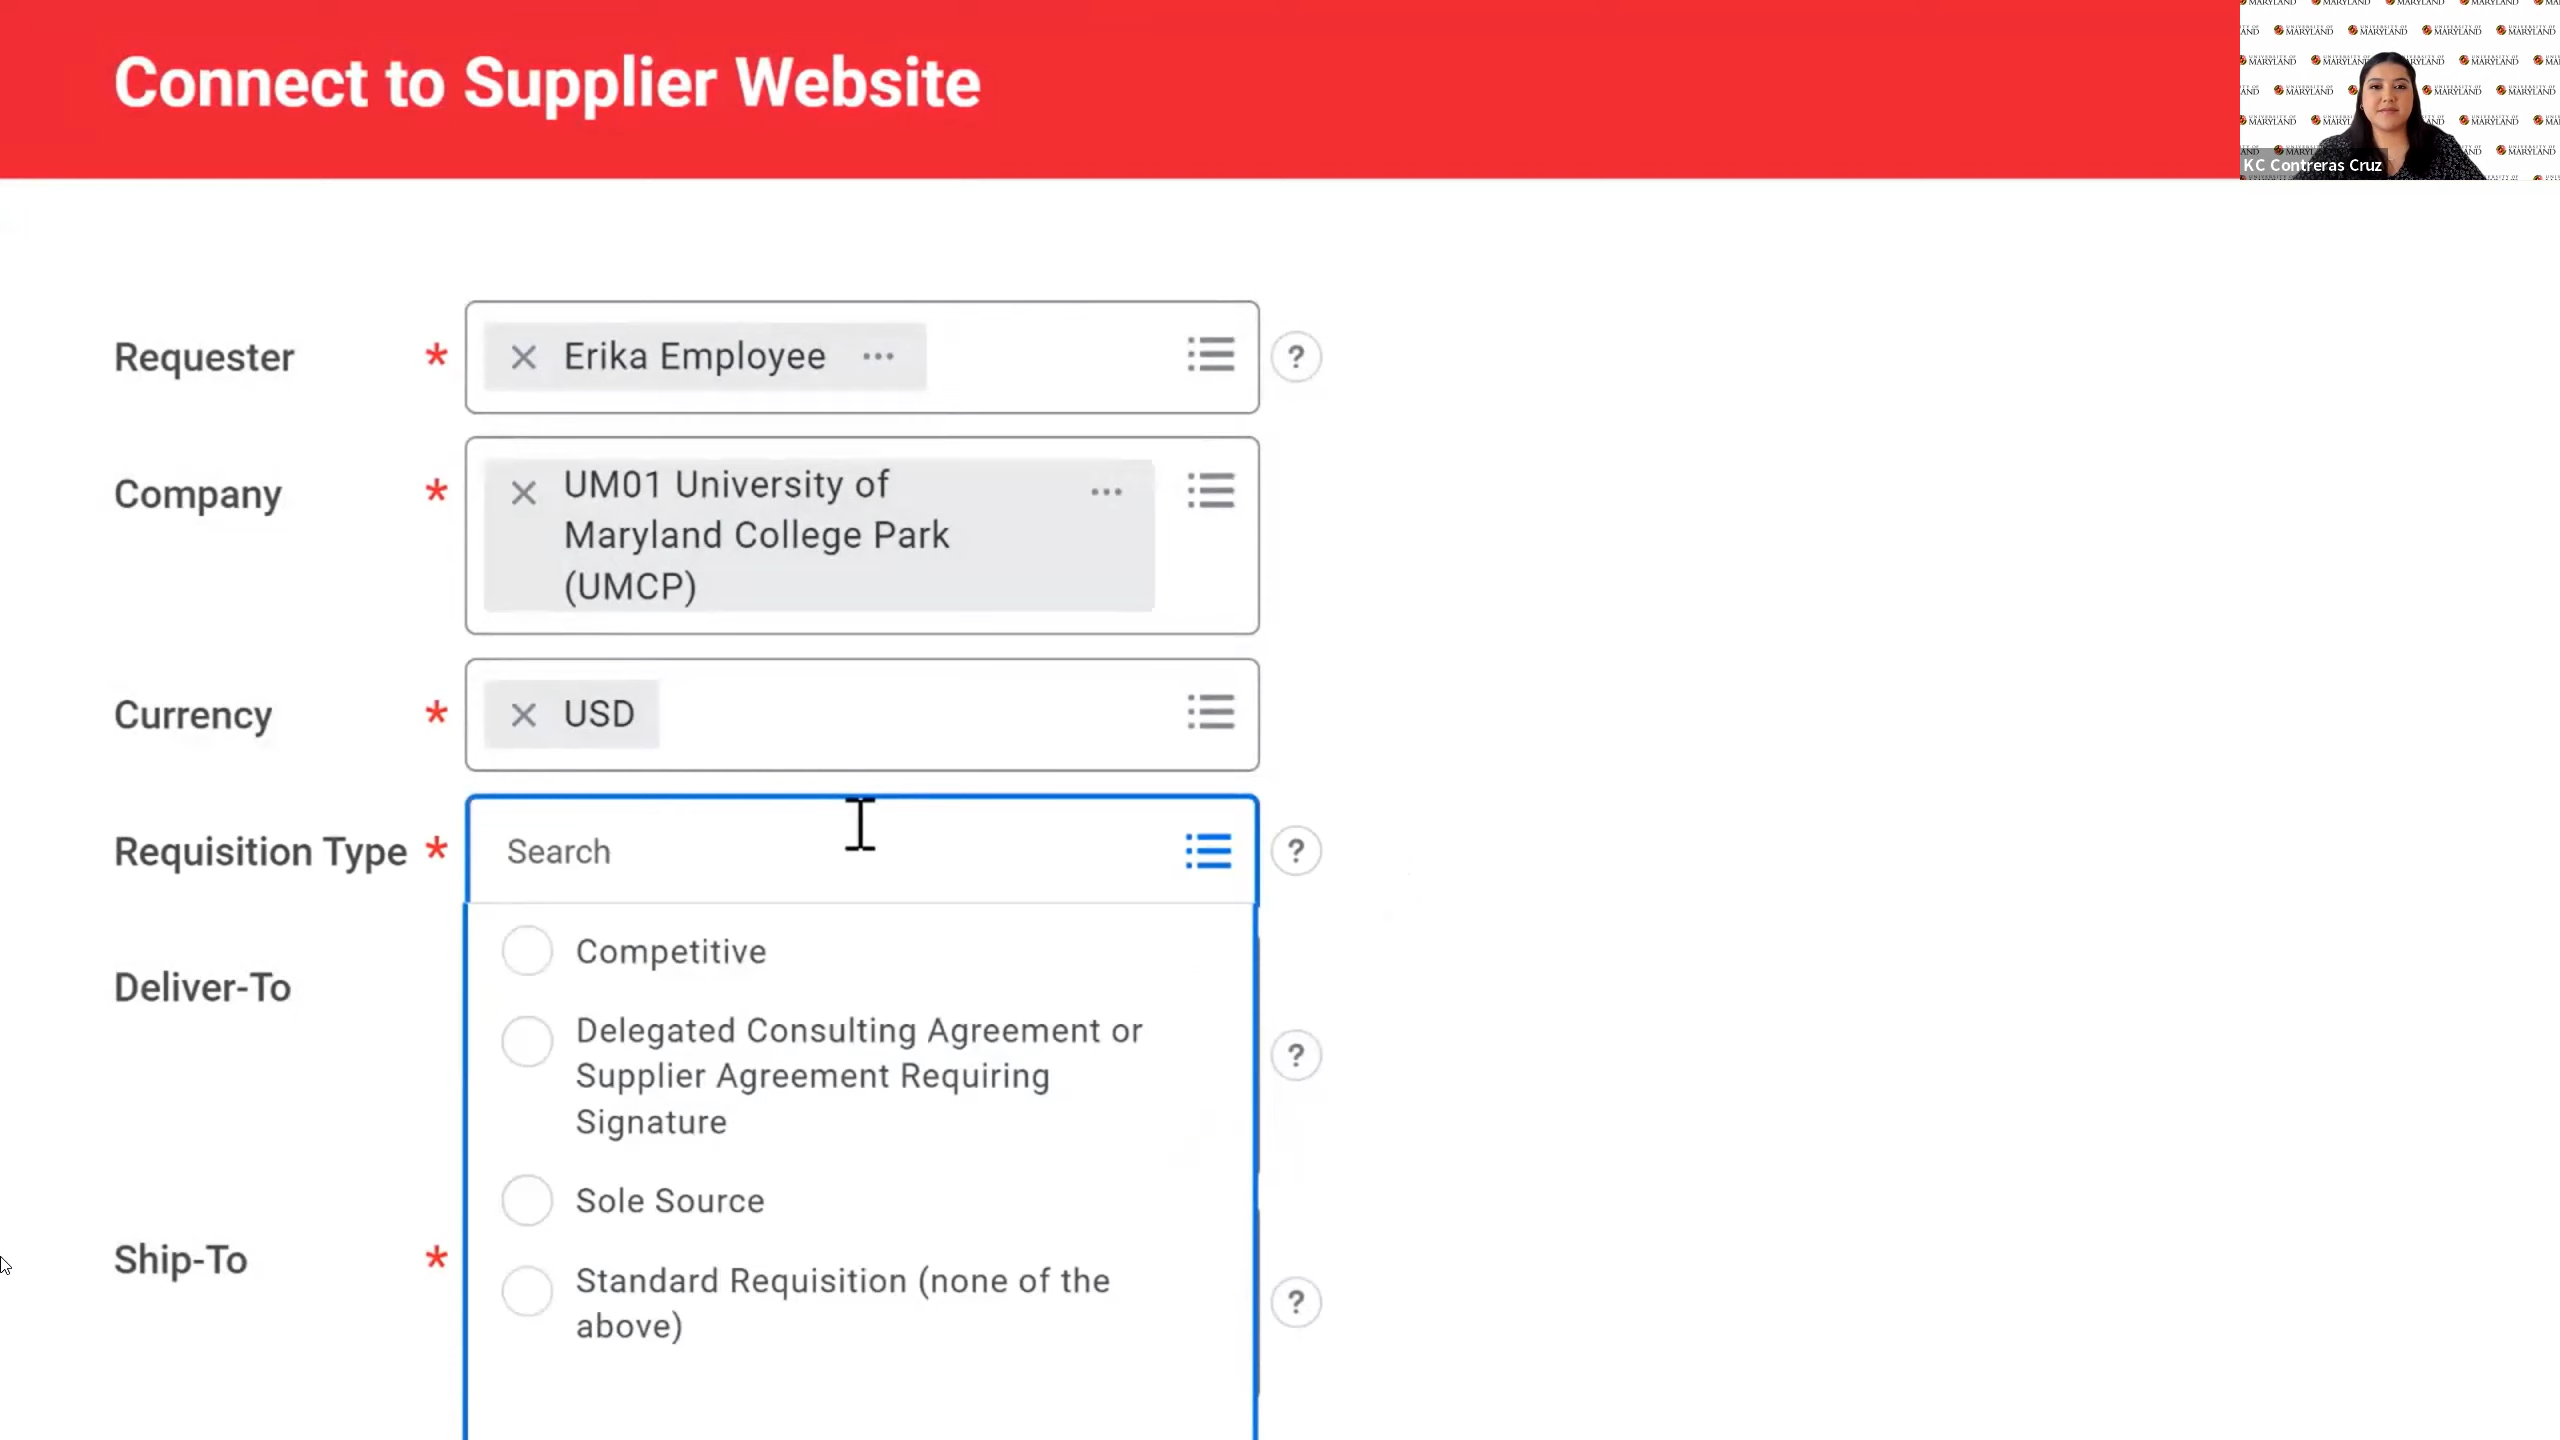 Connect to Supplier Website
KC Contreras Cruz
Requester *
Erika Employee
?
Company *
UM01 University of
Maryland College Park
(UMCP)
Currency *
USD
Requisition Type *
Search
?
Competitive
Deliver-To
Delegated Consulting Agreement or
Supplier Agreement Requiring
Signature
?
Sole Source
Ship-To *
Standard Requisition (none of the
above)
?